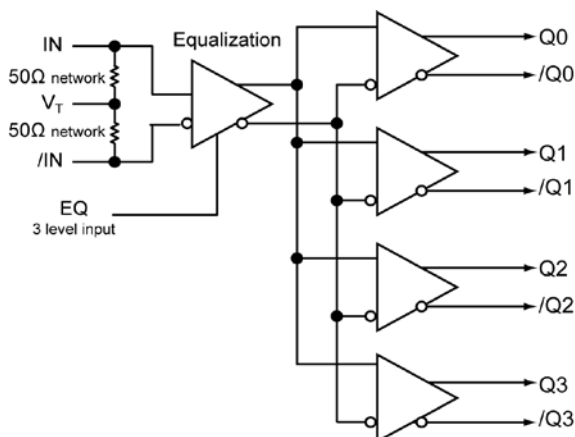 IN
Equalization
50Ω network
VT
50Ω network
/IN
EQ
3 level input
Q0
/Q0
Q1
/Q1
Q2
/Q2
Q3
/Q3